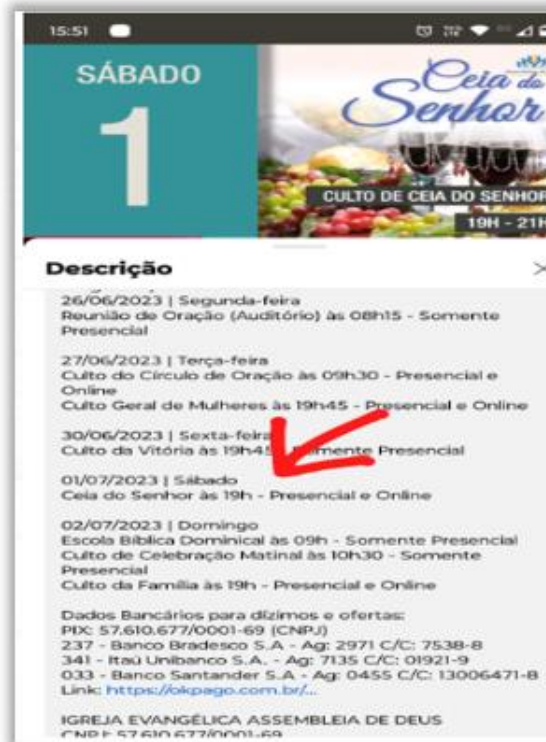 15:51
SÁBADO
1
Ceia do
Senhor
CULTO DE CEIA DO SENHOR
19H - 21H
Descrição
26/06/2023 | Segunda-feira
Reunião de Oração (Auditório) às 08h15 - Somente
Presencial
27/06/2023 | Terça-feira
Culto do Círculo de Oração às 09h30 - Presencial e
Online
Culto Geral de Mulheres às 19h45 - Presencial e Online
30/06/2023 | Sexta-feira
Culto da Vitória às 19h45 - Somente Presencial
01/07/2023 | Sábado
Ceia do Senhor às 19h - Presencial e Online
02/07/2023 | Domingo
Escola Bíblica Dominical às 09h - Somente Presencial
Culto de Celebração Matinal às 10h30 - Somente
Presencial
Culto da Família às 19h - Presencial e Online
Dados Bancários para dízimos e ofertas:
PIX: 57.610.677/0001-69 (CNPJ)
237 - Banco Bradesco S.A - Ag: 2971 C/C: 7538-8
341 - Itaú Unibanco S.A. - Ag: 7135 C/C: 01921-9
033 - Banco Santander S.A - Ag: 0455 C/C: 13006471-8
Link: https://okpago.com.br/...
IGREJA EVANGÉLICA ASSEMBLEIA DE DEUS
CNPJ: 57.610.677/0001-69